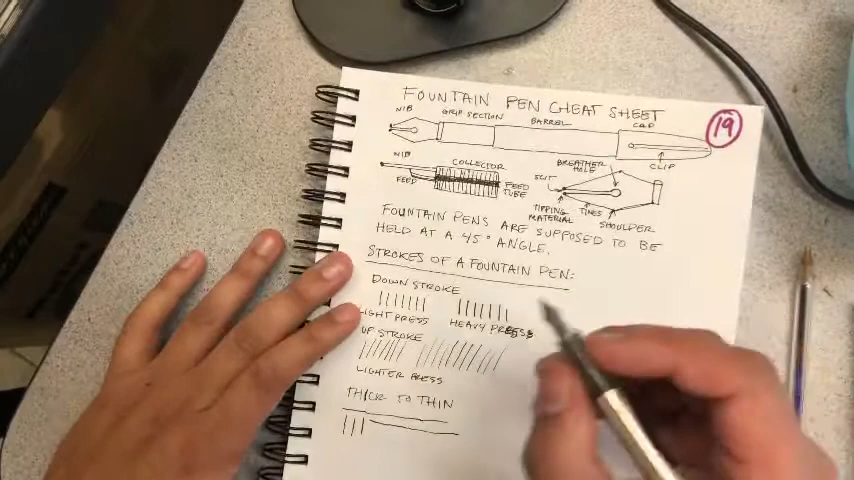 FOUNTAIN PEN CHEAT SHEET
19
NIB GRIP SECTION BARREL CAP
CLIP
NIB COLLECTOR BREATHER HOLE
FEED FEED TUBE SLIT
TIPPING MATERIAL TINES SHOULDER
FOUNTAIN PENS ARE SUPPOSED TO BE
HELD AT A 45° ANGLE.
STROKES OF A FOUNTAIN PEN:
DOWN STROKE
LIGHT PRESS HEAVY PRESS
UP STROKE
LIGHTER PRESS
THICK TO THIN